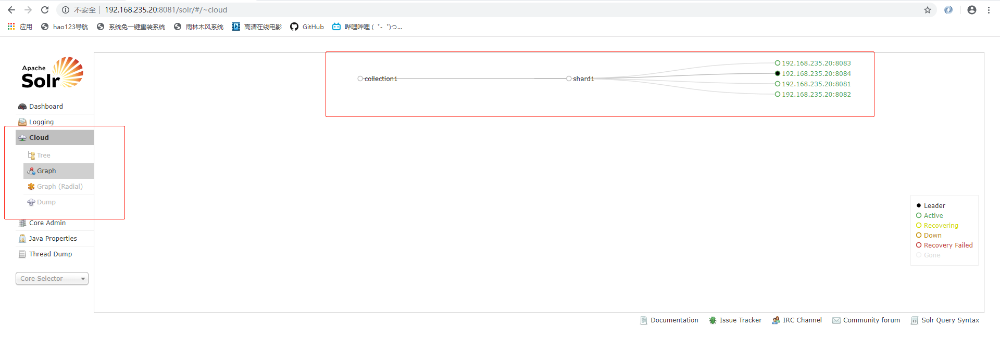 不安全 | 192.168.235.20:8081/solr/#/~cloud
应用 hao123导航 系统兔一键重装系统 雨林木风系统 高清在线电影 GitHub 哔哩哔哩 ( ゜- ゜)つ...
Apache
Solr
Dashboard
Logging
Cloud
Tree
Graph
Graph (Radial)
Dump
Core Admin
Java Properties
Thread Dump
Core Selector
collection1
shard1
192.168.235.20:8083
192.168.235.20:8084
192.168.235.20:8081
192.168.235.20:8082
Leader
Active
Recovering
Down
Recovery Failed
Gone
Documentation Issue Tracker IRC Channel Community forum Solr Query Syntax